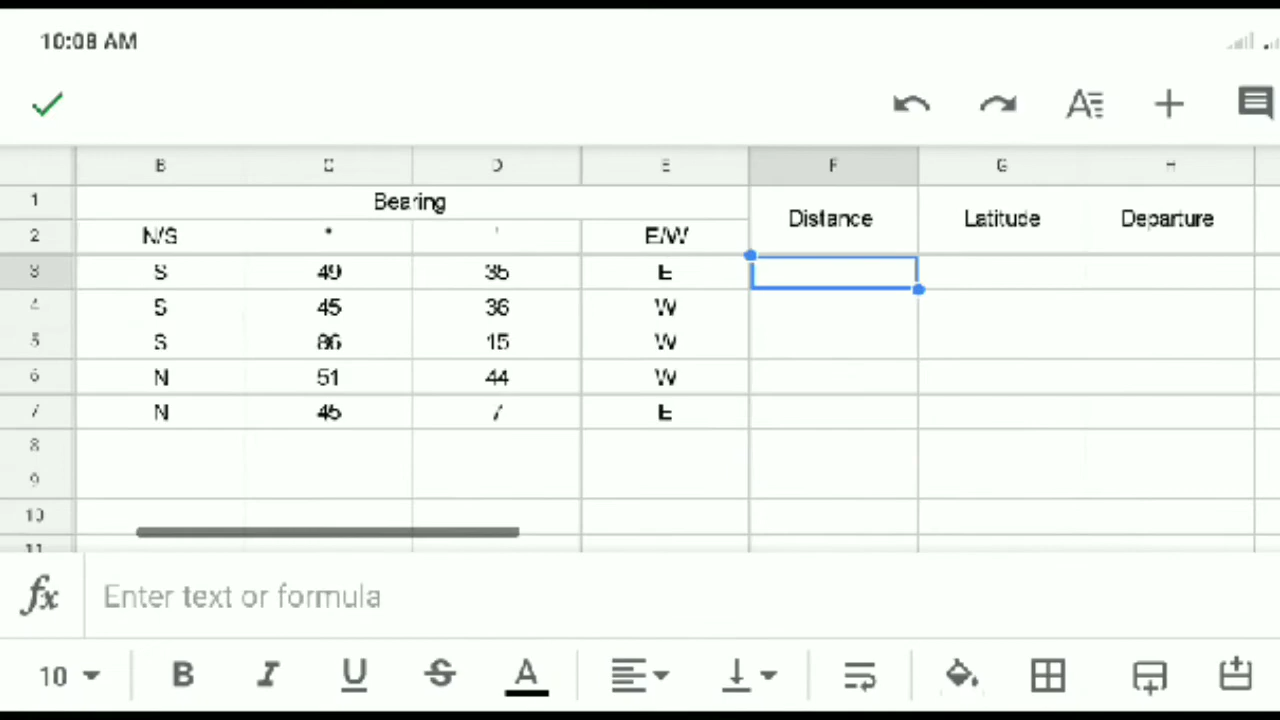 10:08 AM
B C D E F G H
1 Bearing Distance Latitude Departure
2 N/S ° ' E/W
3 S 49 35 E
4 S 45 36 W
5 S 86 15 W
6 N 51 44 W
7 N 45 7 E
8
9
10
11
fx Enter text or formula
10 B I U S A